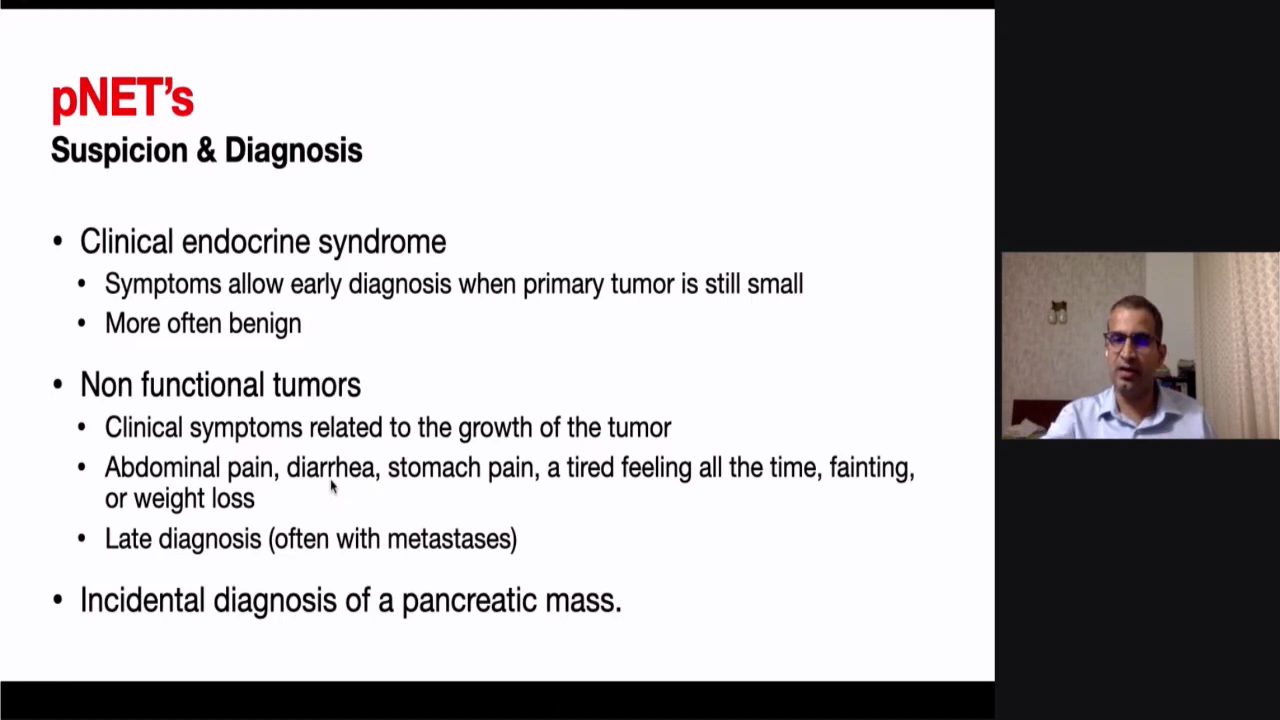 pNET's
Suspicion & Diagnosis
• Clinical endocrine syndrome
• Symptoms allow early diagnosis when primary tumor is still small
• More often benign
• Non functional tumors
• Clinical symptoms related to the growth of the tumor
• Abdominal pain, diarrhea, stomach pain, a tired feeling all the time, fainting,
or weight loss
• Late diagnosis (often with metastases)
• Incidental diagnosis of a pancreatic mass.